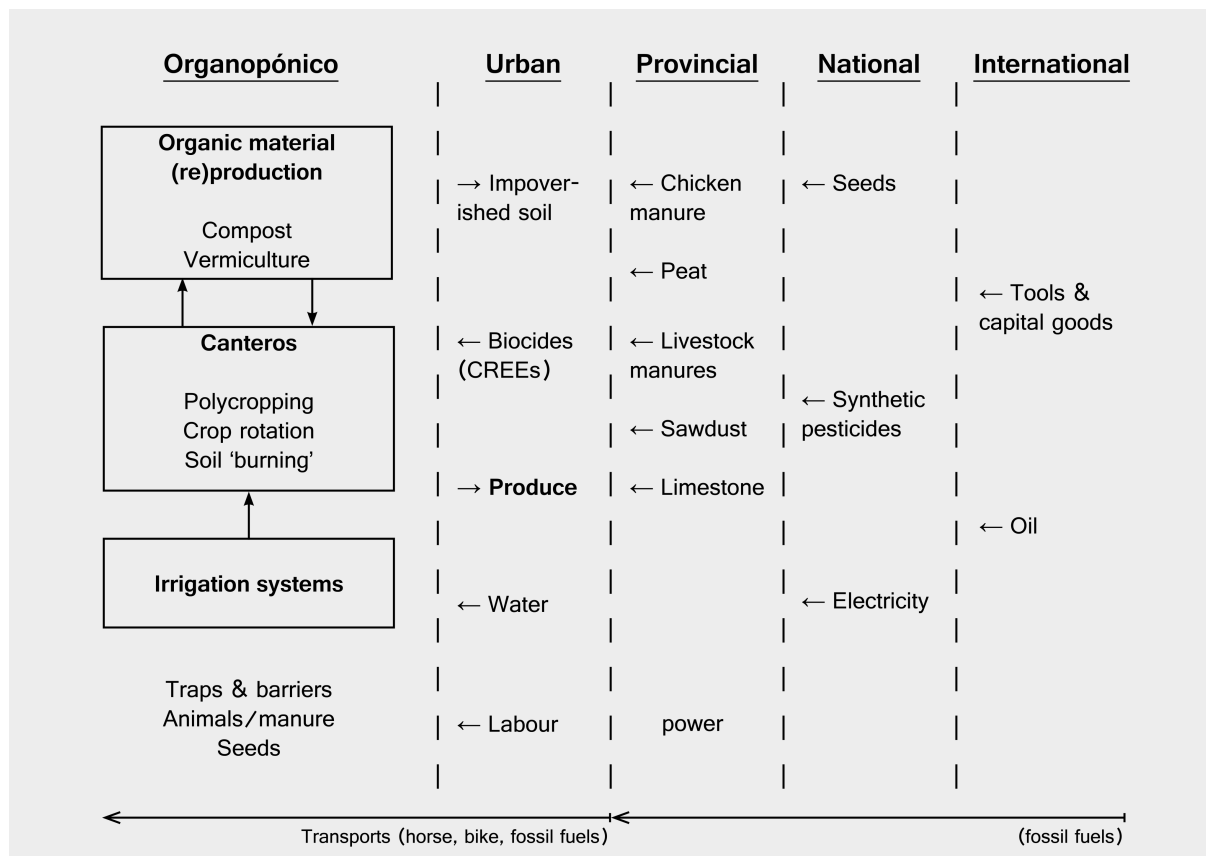 Organopónico
Urban
Provincial
National
International
Organic material
(re)production
Compost
Vermiculture
Canteros
Polycropping
Crop rotation
Soil ‘burning’
Irrigation systems
Traps & barriers
Animals/manure
Seeds
→ Impover-
ished soil
← Biocides
(CREEs)
→ Produce
← Water
← Labour
← Chicken
manure
← Peat
← Livestock
manures
← Sawdust
← Limestone
power
← Seeds
← Synthetic
pesticides
← Electricity
← Tools &
capital goods
← Oil
Transports (horse, bike, fossil fuels)
(fossil fuels)